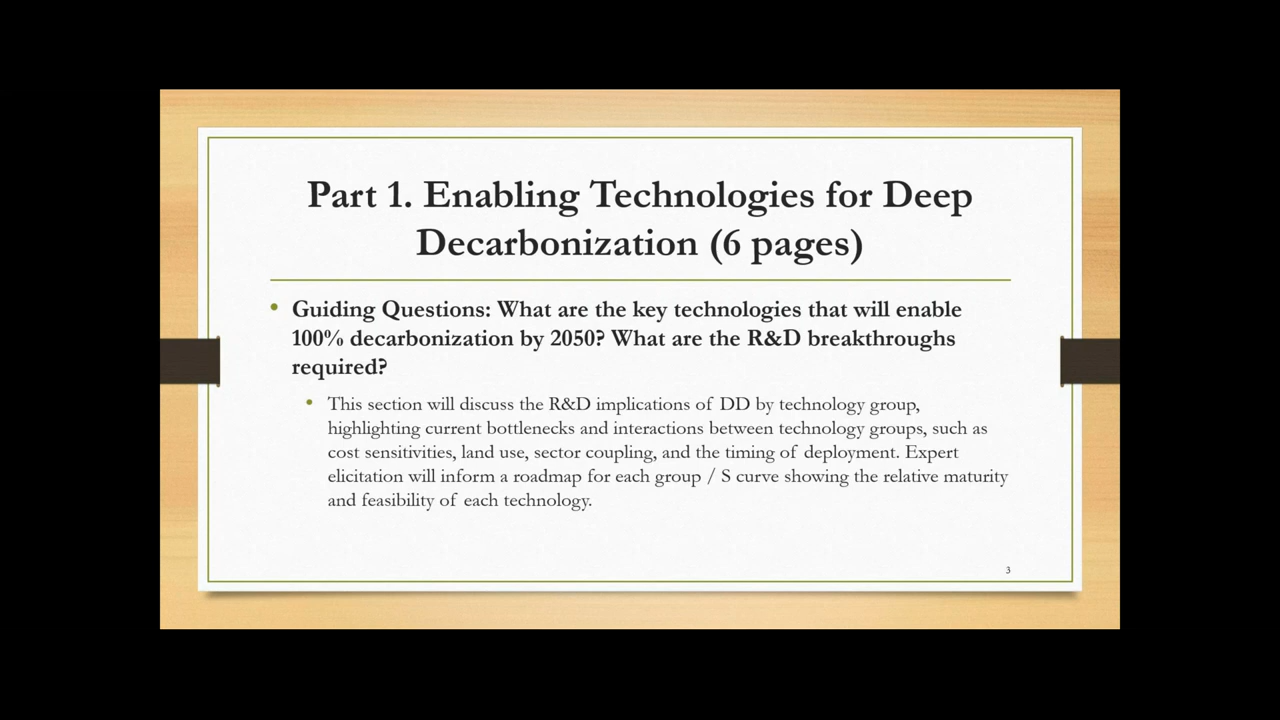 Part 1. Enabling Technologies for Deep
Decarbonization (6 pages)
• Guiding Questions: What are the key technologies that will enable
100% decarbonization by 2050? What are the R&D breakthroughs
required?
• This section will discuss the R&D implications of DD by technology group,
highlighting current bottlenecks and interactions between technology groups, such as
cost sensitivities, land use, sector coupling, and the timing of deployment. Expert
elicitation will inform a roadmap for each group / S curve showing the relative maturity
and feasibility of each technology.
3